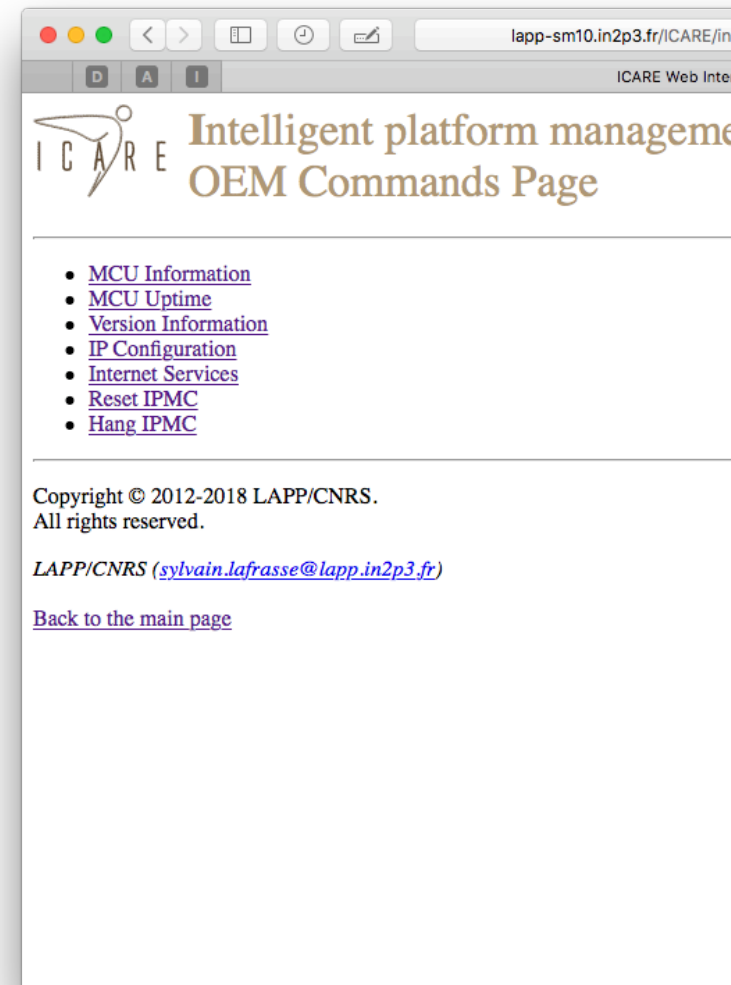 lapp-sm10.in2p3.fr/ICARE/in
D A I
ICARE Web Inte
ICARE
Intelligent platform manageme
OEM Commands Page
MCU Information
MCU Uptime
Version Information
IP Configuration
Internet Services
Reset IPMC
Hang IPMC
Copyright © 2012-2018 LAPP/CNRS.
All rights reserved.
LAPP/CNRS (sylvain.lafrasse@lapp.in2p3.fr)
Back to the main page